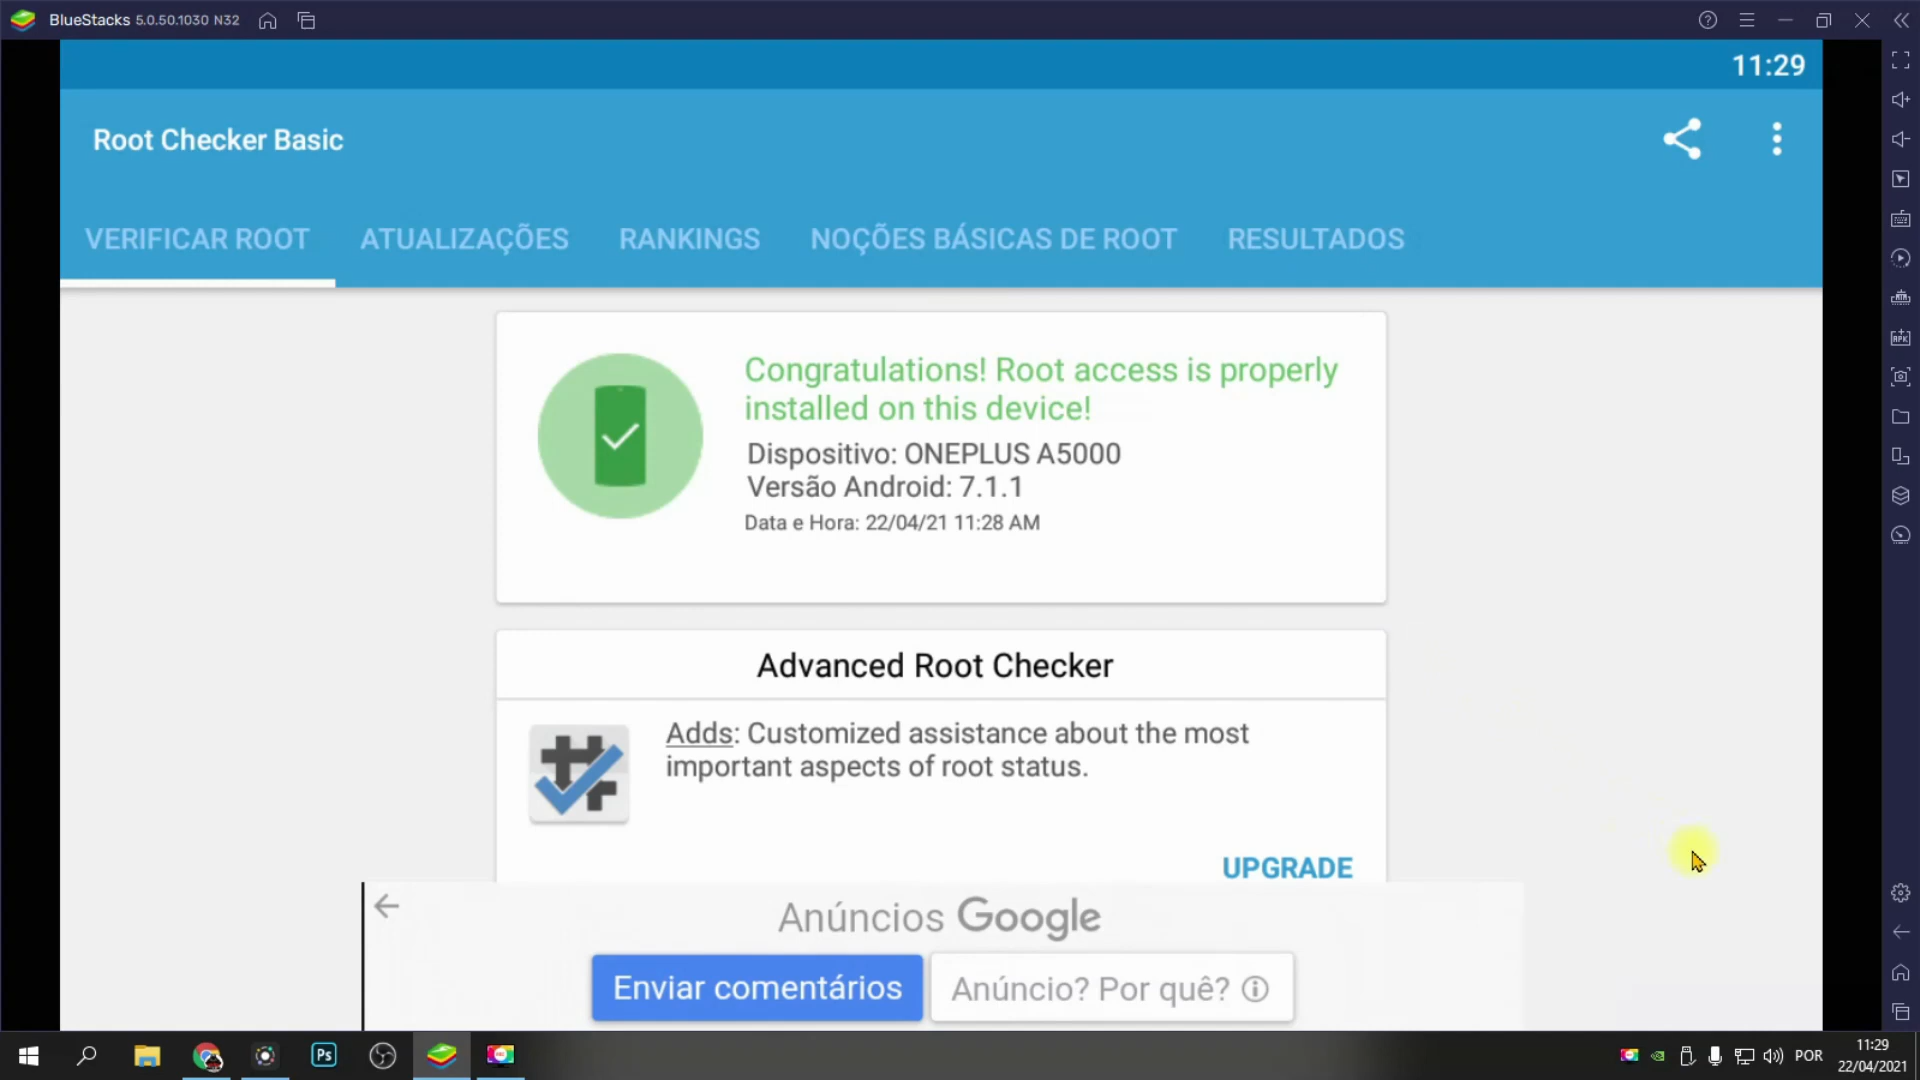 BlueStacks 5.0.50.1030 N32
11:29
Root Checker Basic
VERIFICAR ROOT ATUALIZAÇÕES RANKINGS NOÇÕES BÁSICAS DE ROOT RESULTADOS
Congratulations! Root access is properly
installed on this device!
Dispositivo: ONEPLUS A5000
Versão Android: 7.1.1
Data e Hora: 22/04/21 11:28 AM
Advanced Root Checker
Adds: Customized assistance about the most
important aspects of root status.
UPGRADE
Anúncios Google
Enviar comentários Anúncio? Por quê?
Ps
POR
11:29
22/04/2021